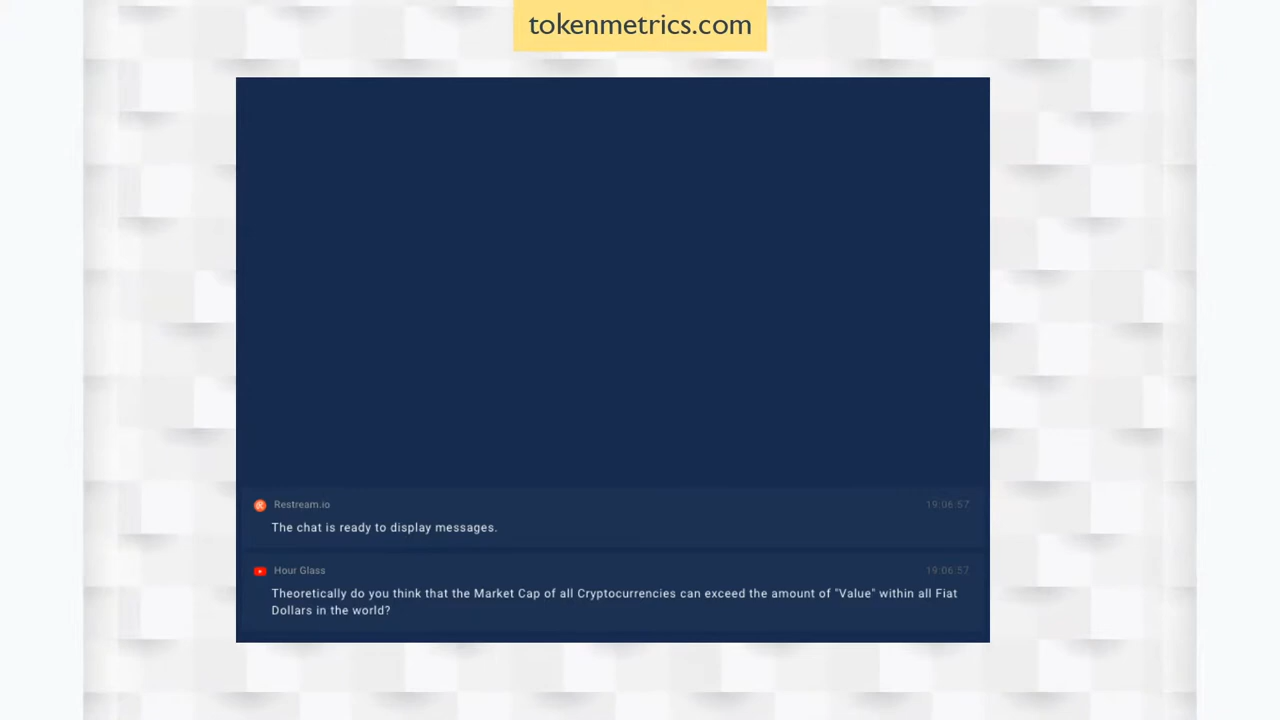 tokenmetrics.com
Restream.io 19:06:57
The chat is ready to display messages.
Hour Glass 19:06:57
Theoretically do you think that the Market Cap of all Cryptocurrencies can exceed the amount of "Value" within all Fiat
Dollars in the world?